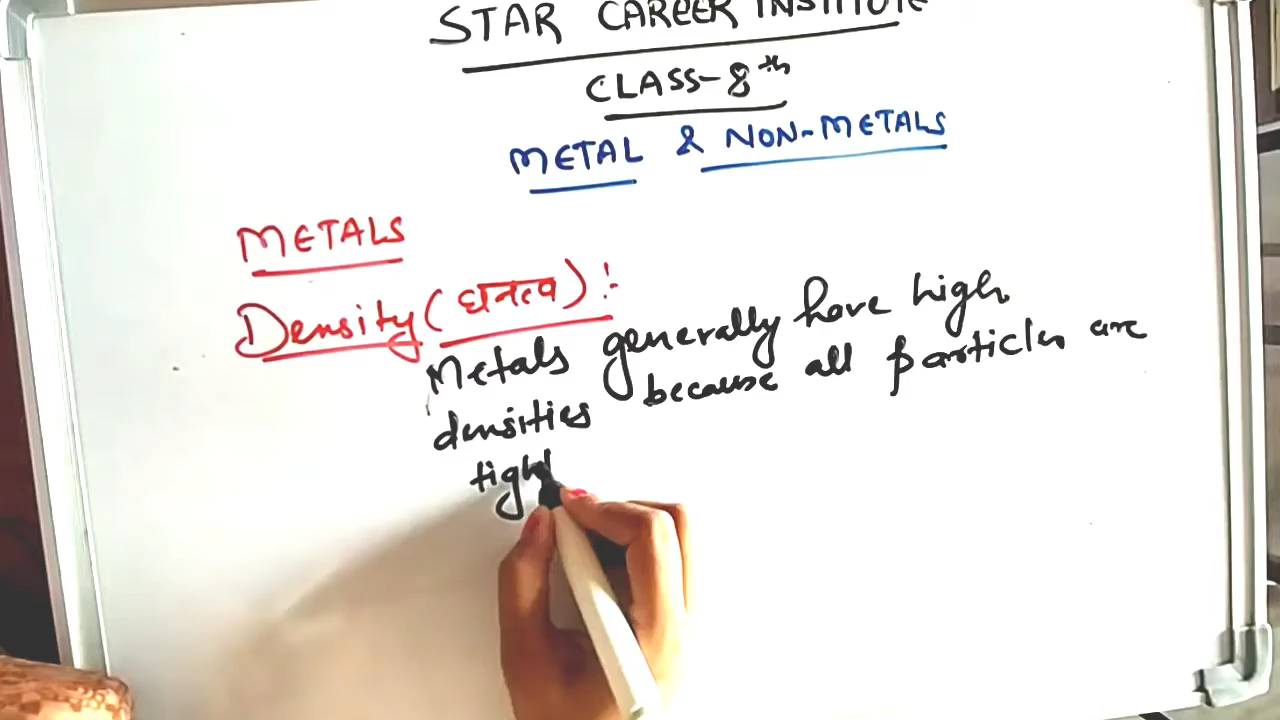 STAR CAREER INSTITUTE
CLASS-8th
METAL & NON-METALS
METALS
Density (घनत्व) :-
Metals generally have high
densities because all particles are
tigh